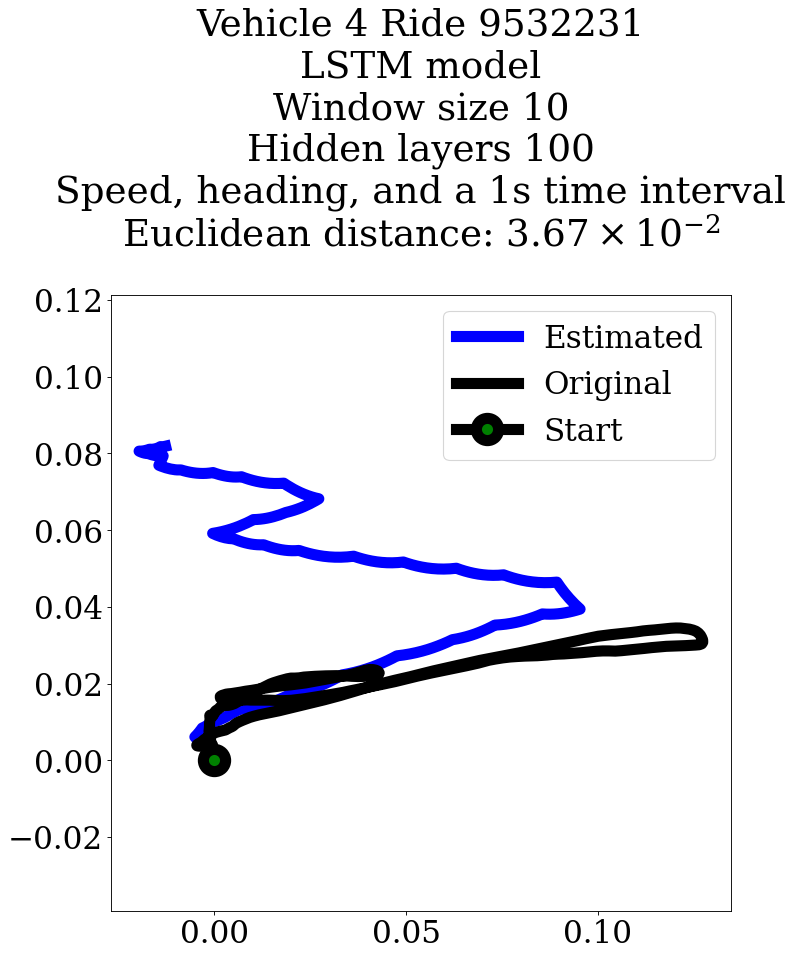 Vehicle 4 Ride 9532231
LSTM model
Window size 10
Hidden layers 100
Speed, heading, and a 1s time interval
Euclidean distance: 3.67 × 10⁻²
0.12
0.10
0.08
0.06
0.04
0.02
0.00
−0.02
Estimated
Original
Start
0.00 0.05 0.10